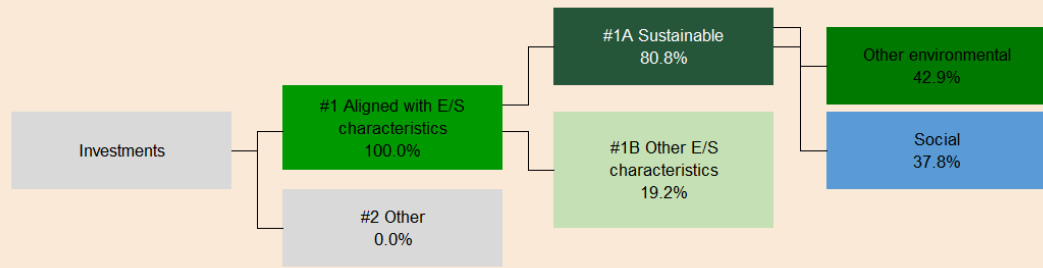 Investments
#1 Aligned with E/S
characteristics
100.0%
#2 Other
0.0%
#1A Sustainable
80.8%
#1B Other E/S
characteristics
19.2%
Other environmental
42.9%
Social
37.8%